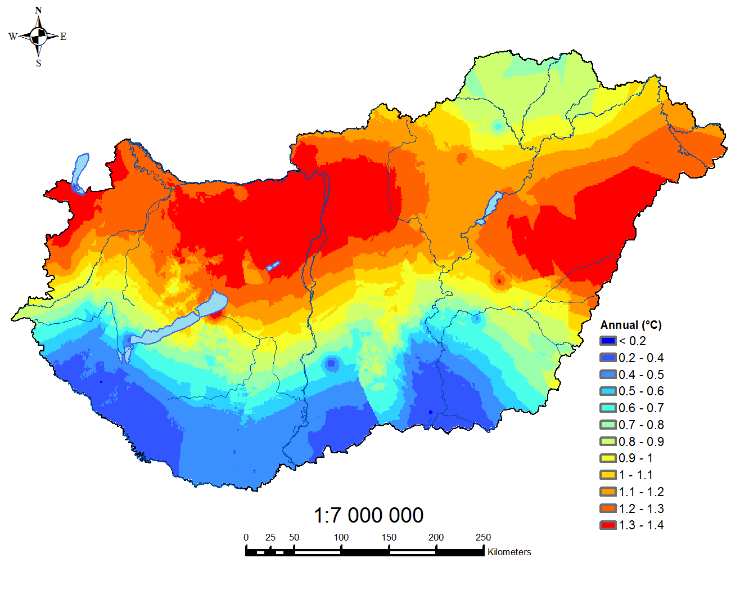 N
W E
S
Annual (°C)
< 0.2
0.2 - 0.4
0.4 - 0.5
0.5 - 0.6
0.6 - 0.7
0.7 - 0.8
0.8 - 0.9
0.9 - 1
1 - 1.1
1.1 - 1.2
1.2 - 1.3
1.3 - 1.4
1:7 000 000
0 25 50 100 150 200 250
Kilometers